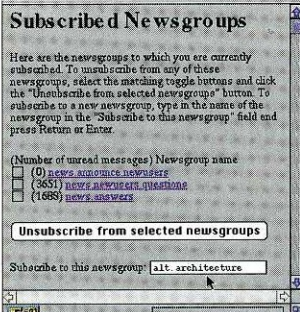 Subscribed Newsgroups
Here are the newsgroups to which you are currently
subscribed. To unsubscribe from any of these
newsgroups, select the matching toggle buttons and click
the "Unsubscribe from selected newsgroups" button. To
subscribe to a new newsgroup, type in the name of the
newsgroup in the "Subscribe to this newsgroup" field end
press Return or Enter.
(Number of unread messages) Newsgroup name
(0) news.announce.newusers
(3651) news.newusers.questions
(1689) news.answers
Unsubscribe from selected newsgroups
Subscribe to this newsgroup: alt.architecture